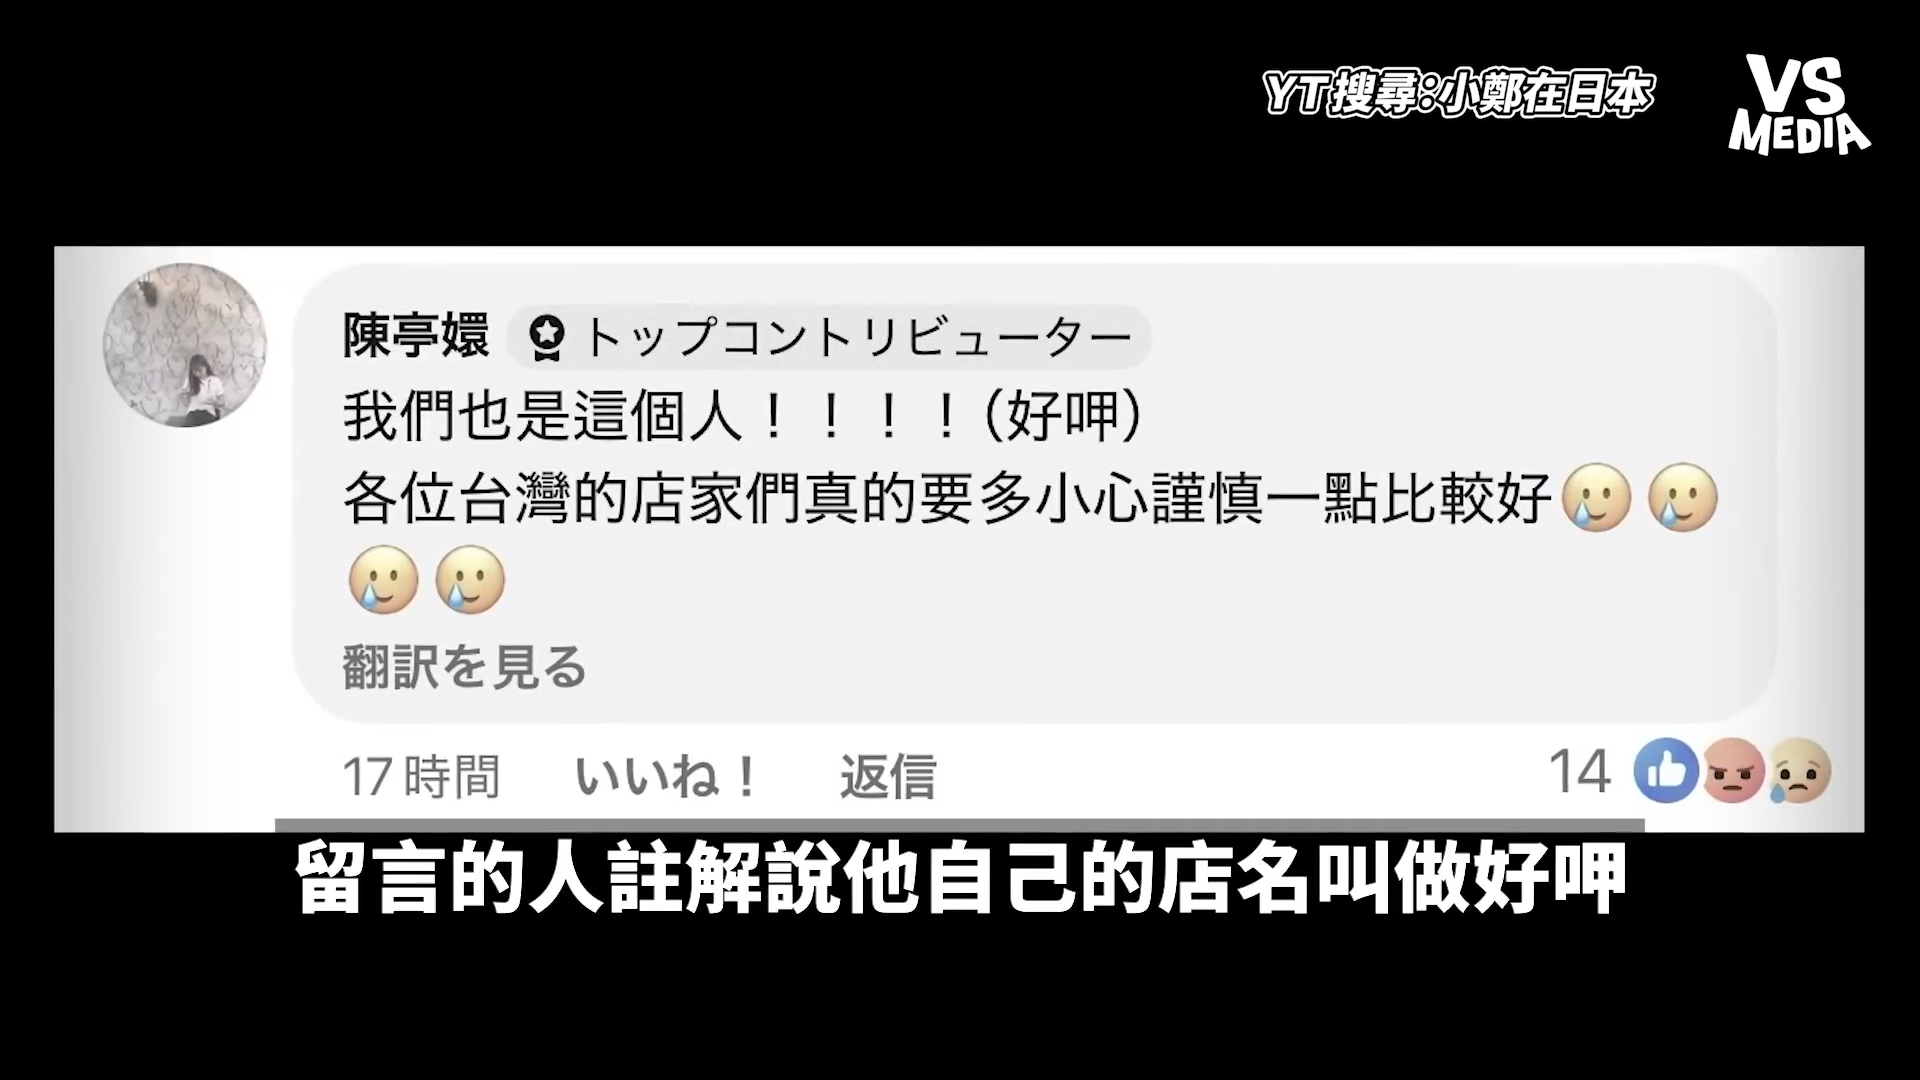 YT搜尋:小鄭在日本
VS
MEDIA
陳亭嬛 トップコントリビューター
我們也是這個人！！！！(好呷)
各位台灣的店家們真的要多小心謹慎一點比較好🥲🥲
🥲🥲
翻訳を見る
17時間 いいね！ 返信 14
留言的人註解說他自己的店名叫做好呷